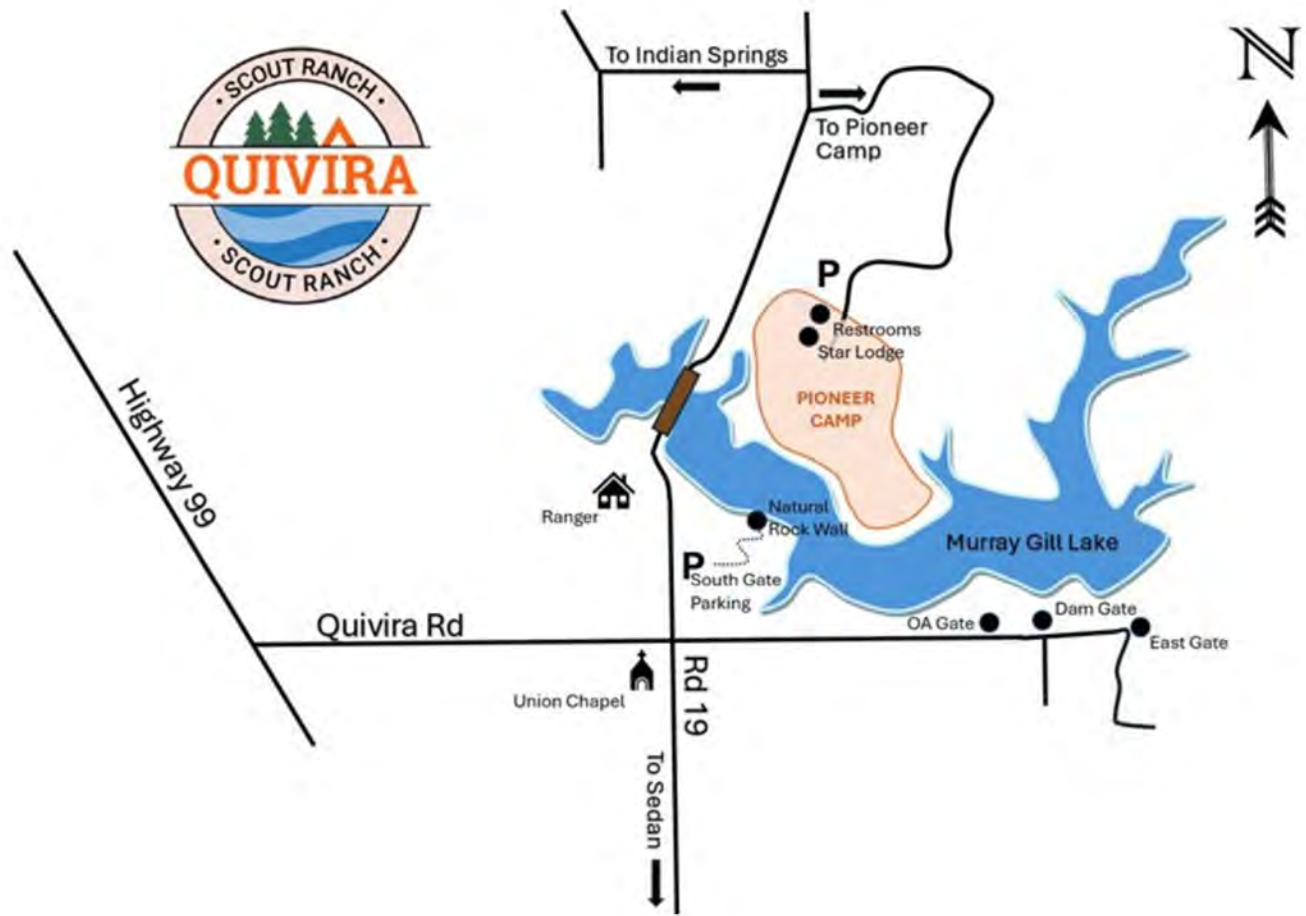 · SCOUT RANCH ·
QUIVIRA
· SCOUT RANCH ·
To Indian Springs
N
To Pioneer
Camp
P
Restrooms
Star Lodge
PIONEER
CAMP
Highway 99
Ranger
Natural
Rock Wall
Murray Gill Lake
P
South Gate
Parking
Quivira Rd
OA Gate
Dam Gate
East Gate
Union Chapel
Rd 19
To Sedan